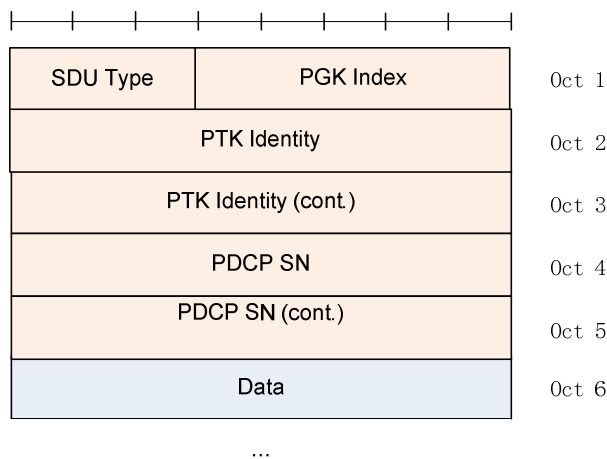 SDU Type PGK Index Oct 1
PTK Identity Oct 2
PTK Identity (cont.) Oct 3
PDCP SN Oct 4
PDCP SN (cont.) Oct 5
Data Oct 6
...